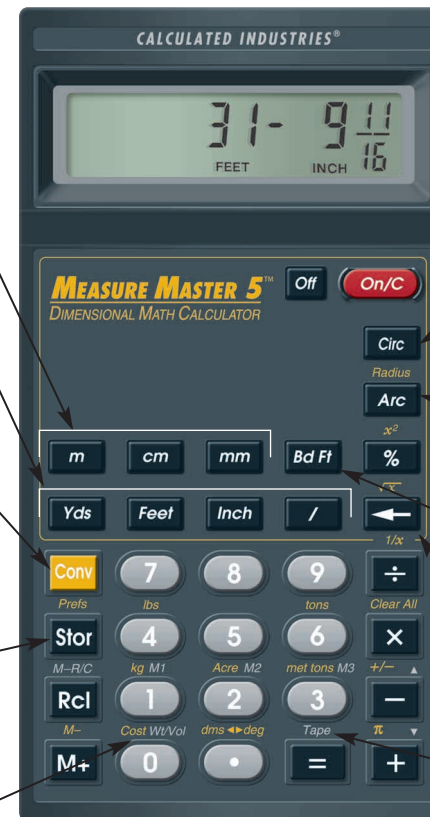 CALCULATED INDUSTRIES®
31- 9 11/16
FEET INCH
MEASURE MASTER 5™ Off On/C
DIMENSIONAL MATH CALCULATOR
Circ
Radius
Arc
x²
m cm mm Bd Ft %
√x
Yds Feet Inch / ←
1/x
Conv 7 8 9 ÷
Prefs lbs tons Clear All
Stor 4 5 6 ×
M-R/C kg M1 Acre M2 met tons M3 +/- ▲
Rcl 1 2 3 −
M- Cost Wt/Vol dms◄►deg Tape π ▼
M+ 0 • = +